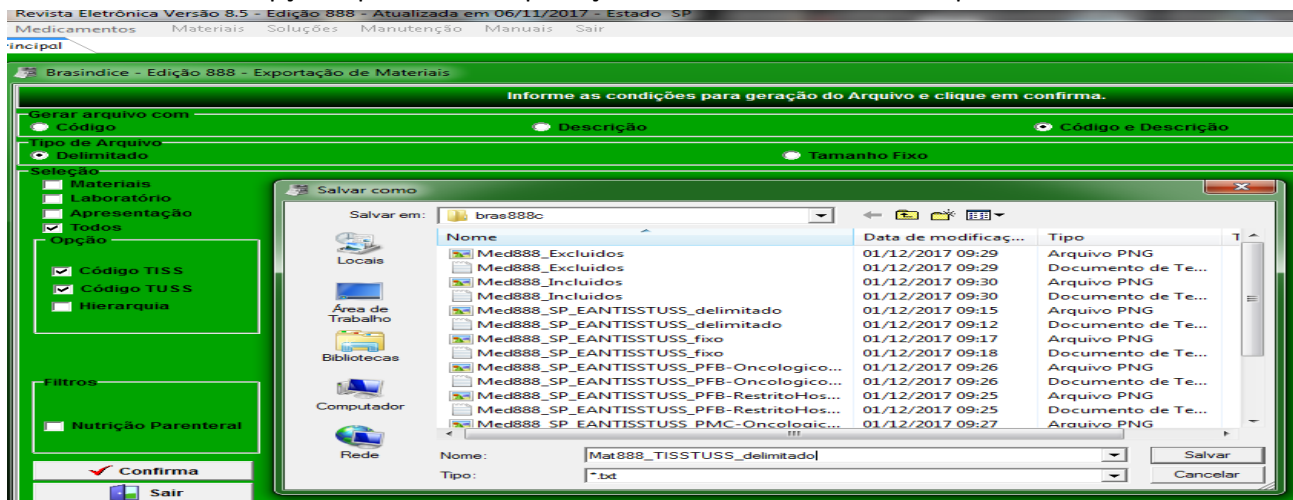 Revista Eletrônica Versão 8.5 - Edição 888 - Atualizada em 06/11/2017 - Estado SP
Medicamentos Materiais Soluções Manutenção Manuais Sair
rincipal
Brasindice - Edição 888 - Exportação de Materiais
Informe as condições para geração do Arquivo e clique em confirma.
Gerar arquivo com
Código Descrição Código e Descrição
Tipo de Arquivo
Delimitado Tamanho Fixo
Seleção
Materiais
Laboratório
Apresentação
Todos
Opção
Código TISS
Código TUSS
Hierarquia
Filtros
Nutrição Parenteral
Confirma
Sair
Salvar como
Salvar em: bras888c
Locais
Área de
Trabalho
Bibliotecas
Computador
Rede
Nome Data de modificaç... Tipo T
Med888_Excluidos 01/12/2017 09:29 Arquivo PNG
Med888_Excluidos 01/12/2017 09:29 Documento de Te...
Med888_Incluidos 01/12/2017 09:30 Arquivo PNG
Med888_Incluidos 01/12/2017 09:30 Documento de Te...
Med888_SP_EANTISSTUSS_delimitado 01/12/2017 09:15 Arquivo PNG
Med888_SP_EANTISSTUSS_delimitado 01/12/2017 09:12 Documento de Te...
Med888_SP_EANTISSTUSS_fixo 01/12/2017 09:17 Arquivo PNG
Med888_SP_EANTISSTUSS_fixo 01/12/2017 09:18 Documento de Te...
Med888_SP_EANTISSTUSS_PFB-Oncologico... 01/12/2017 09:26 Arquivo PNG
Med888_SP_EANTISSTUSS_PFB-Oncologico... 01/12/2017 09:26 Documento de Te...
Med888_SP_EANTISSTUSS_PFB-RestritoHos... 01/12/2017 09:25 Arquivo PNG
Med888_SP_EANTISSTUSS_PFB-RestritoHos... 01/12/2017 09:25 Documento de Te...
Med888_SP_EANTISSTUSS_PMC-Oncologic... 01/12/2017 09:27 Arquivo PNG
Nome: Mat888_TISSTUSS_delimitado Salvar
Tipo: *.txt Cancelar